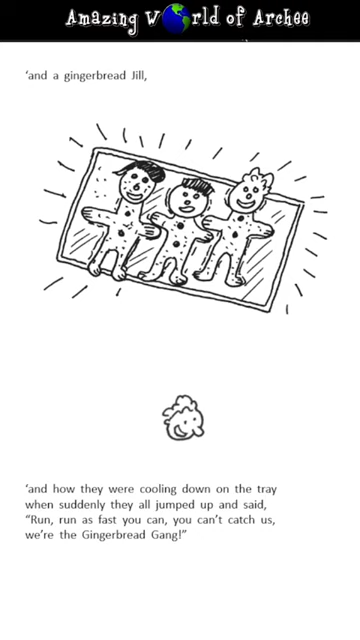 Amazing World of Archee
‘and a gingerbread Jill,
‘and how they were cooling down on the tray
when suddenly they all jumped up and said,
“Run, run as fast you can, you can’t catch us,
we’re the Gingerbread Gang!”